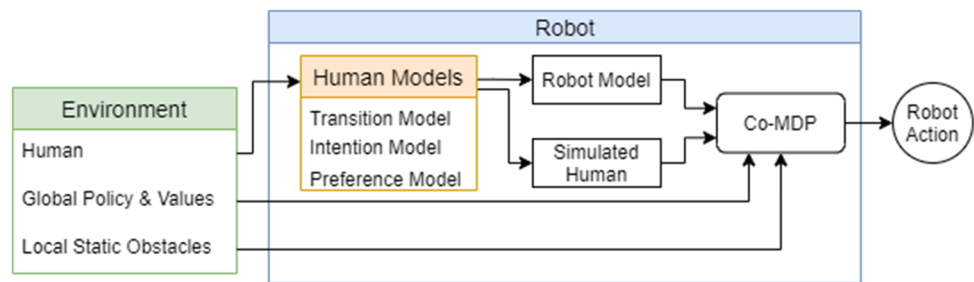 Robot
Environment
Human
Global Policy & Values
Local Static Obstacles
Human Models
Transition Model
Intention Model
Preference Model
Robot Model
Simulated
Human
Co-MDP
Robot
Action